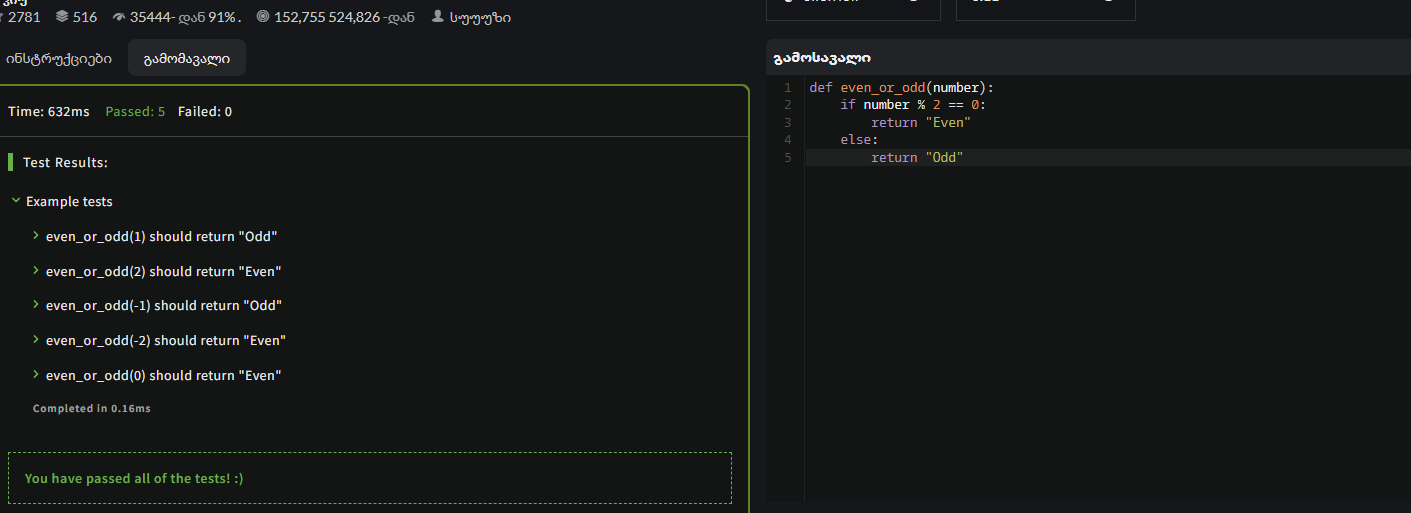 2781 516 35444- დან 91% . 152,755 524,826 -დან სუუუზი
ინსტრუქციები გამომავალი
Time: 632ms Passed: 5 Failed: 0
Test Results:
Example tests
even_or_odd(1) should return "Odd"
even_or_odd(2) should return "Even"
even_or_odd(-1) should return "Odd"
even_or_odd(-2) should return "Even"
even_or_odd(0) should return "Even"
Completed in 0.16ms
You have passed all of the tests! :)
გამოსავალი
1 def even_or_odd(number):
2 if number % 2 == 0:
3 return "Even"
4 else:
5 return "Odd"